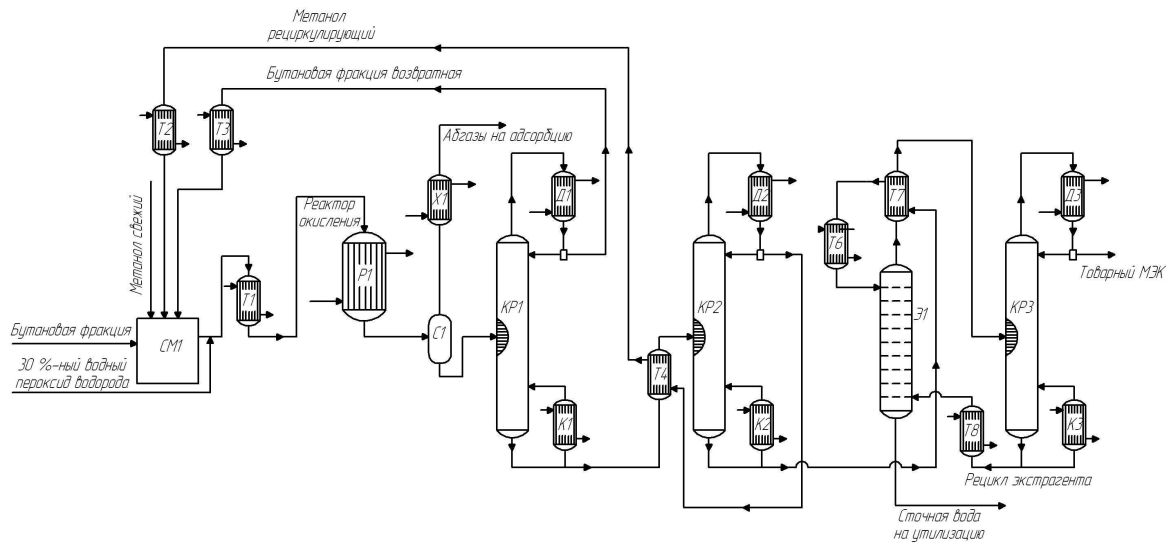 Метанол
рециркулирующий
Бутановая фракция возвратная
Абгазы на адсорбцию
Т2
Т3
Х1
Д1
Д2
Т7
Д3
Метанол свежий
Реактор
окисления
Р1
Т6
Товарный МЭК
Т1
КР1
КР2
Э1
КР3
Бутановая фракция
СМ1
С1
30 %-ный водный
пероксид водорода
Т4
К1
К2
Т8
К3
Рецикл экстрагента
Сточная вода
на утилизацию